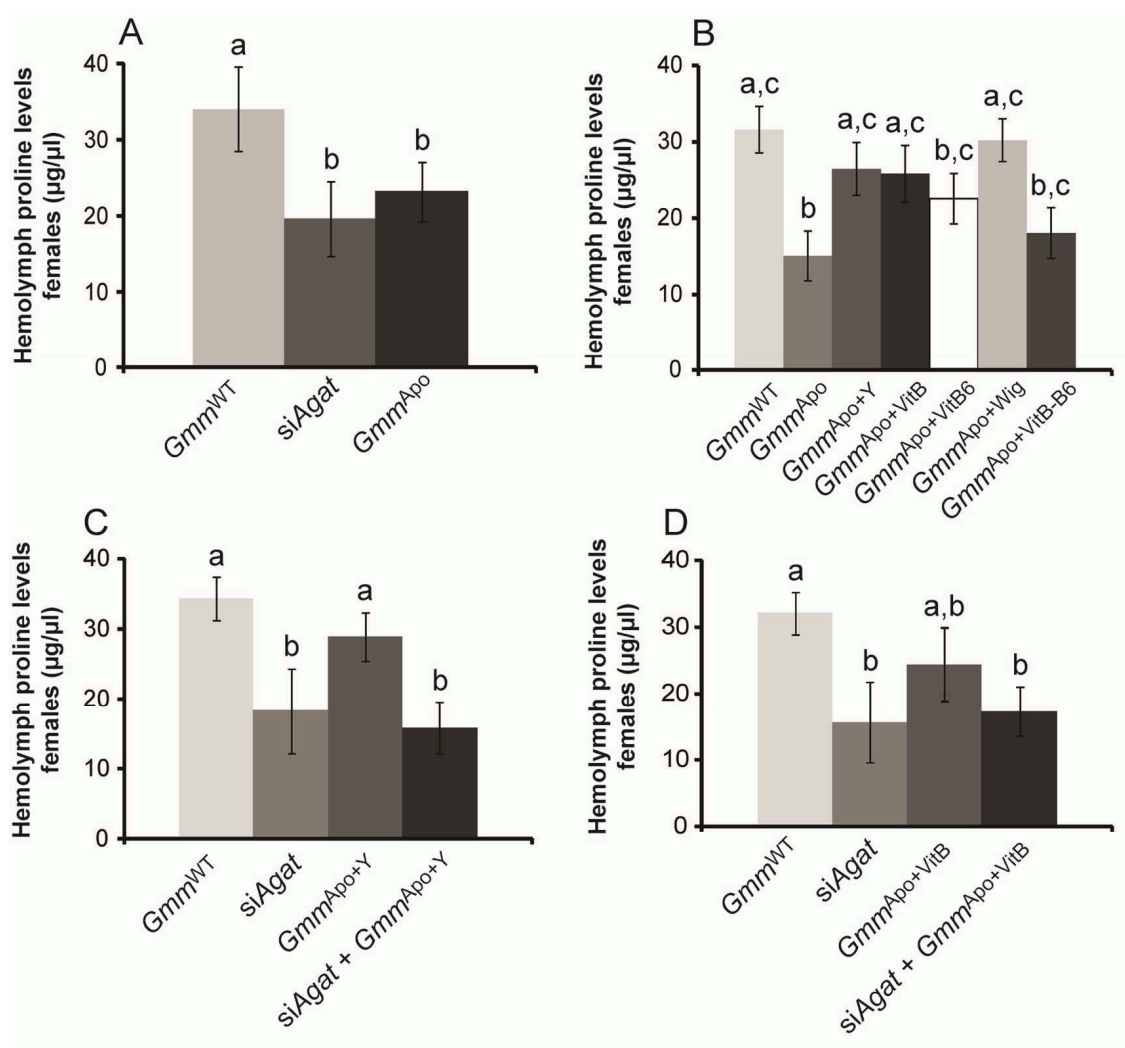 A
Hemolymph proline levels
females (µg/µl)
40
30
20
10
0
a
b
b
GmmWT
siAgat
GmmApo
B
Hemolymph proline levels
females (µg/µl)
40
30
20
10
0
a,c
b
a,c
a,c
b,c
a,c
b,c
GmmWT
GmmApo
GmmApo+Y
GmmApo+VitB
GmmApo+VitB6
GmmApo+Wig
GmmApo+VitB-B6
C
Hemolymph proline levels
females (µg/µl)
40
30
20
10
0
a
b
a
b
GmmWT
siAgat
GmmApo+Y
siAgat + GmmApo+Y
D
Hemolymph proline levels
females (µg/µl)
40
30
20
10
0
a
b
a,b
b
GmmWT
siAgat
GmmApo+VitB
siAgat + GmmApo+VitB